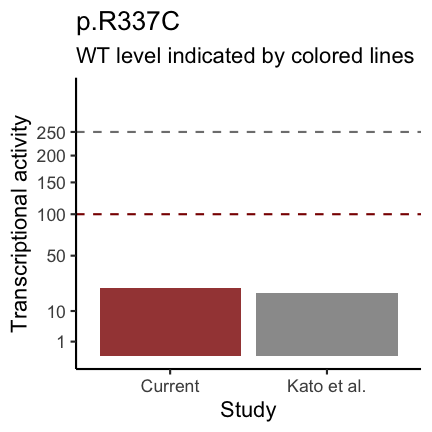 p.R337C
WT level indicated by colored lines
Transcriptional activity
250
200
150
100
50
10
1
Current
Kato et al.
Study